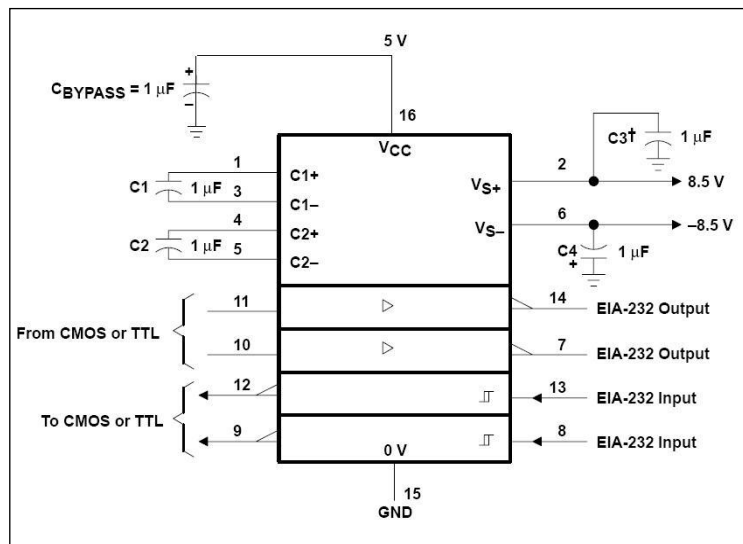 5 V
CBYPASS = 1 µF
+
–
16
VCC
C3† 1 µF
1
C1+
2
VS+
8.5 V
C1 1 µF
3
C1–
4
C2+
6
VS–
–8.5 V
C2 1 µF
5
C2–
C4 1 µF
+
11
14
EIA-232 Output
From CMOS or TTL
10
7
EIA-232 Output
12
13
EIA-232 Input
To CMOS or TTL
9
8
EIA-232 Input
0 V
15
GND